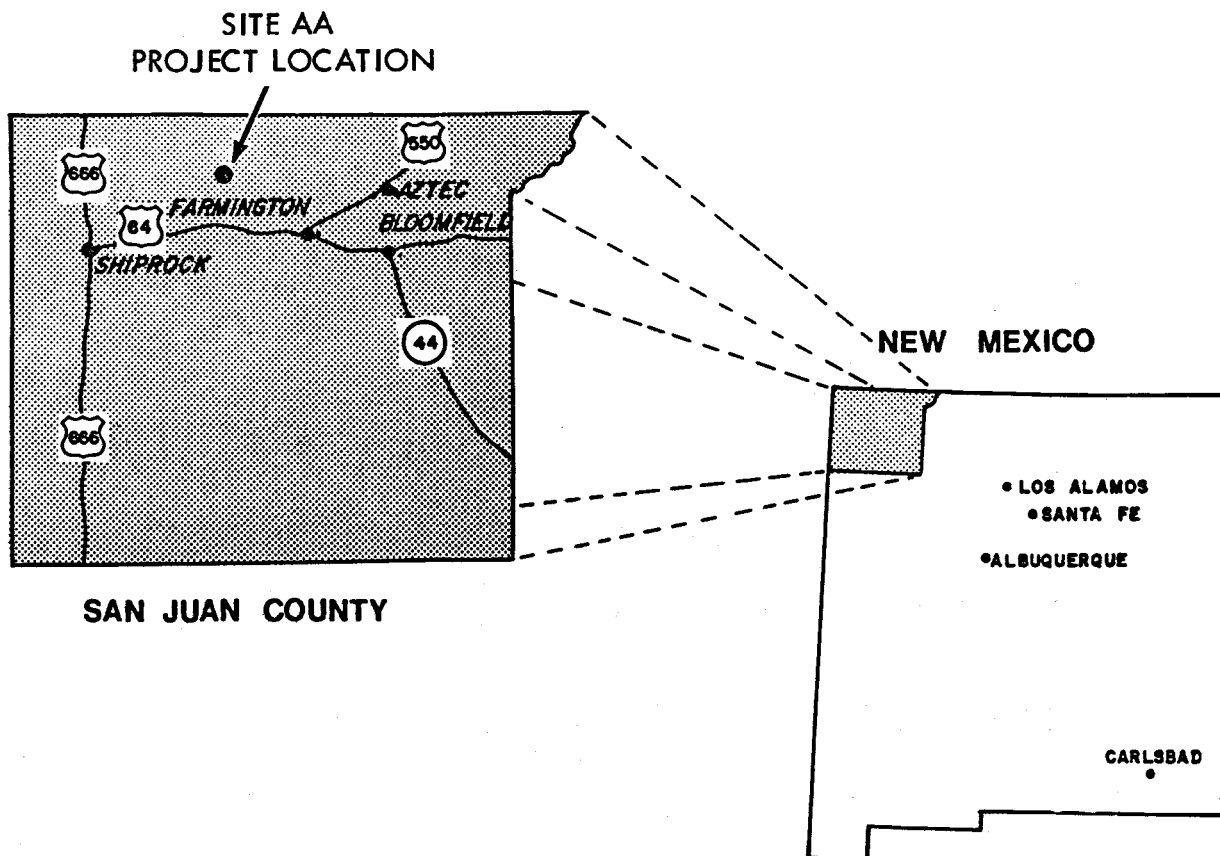 SITE AA
PROJECT LOCATION
550
666
AZTEC
FARMINGTON
BLOOMFIELD
64
SHIPROCK
44
NEW MEXICO
666
LOS ALAMOS
SANTA FE
ALBUQUERQUE
SAN JUAN COUNTY
CARLSBAD